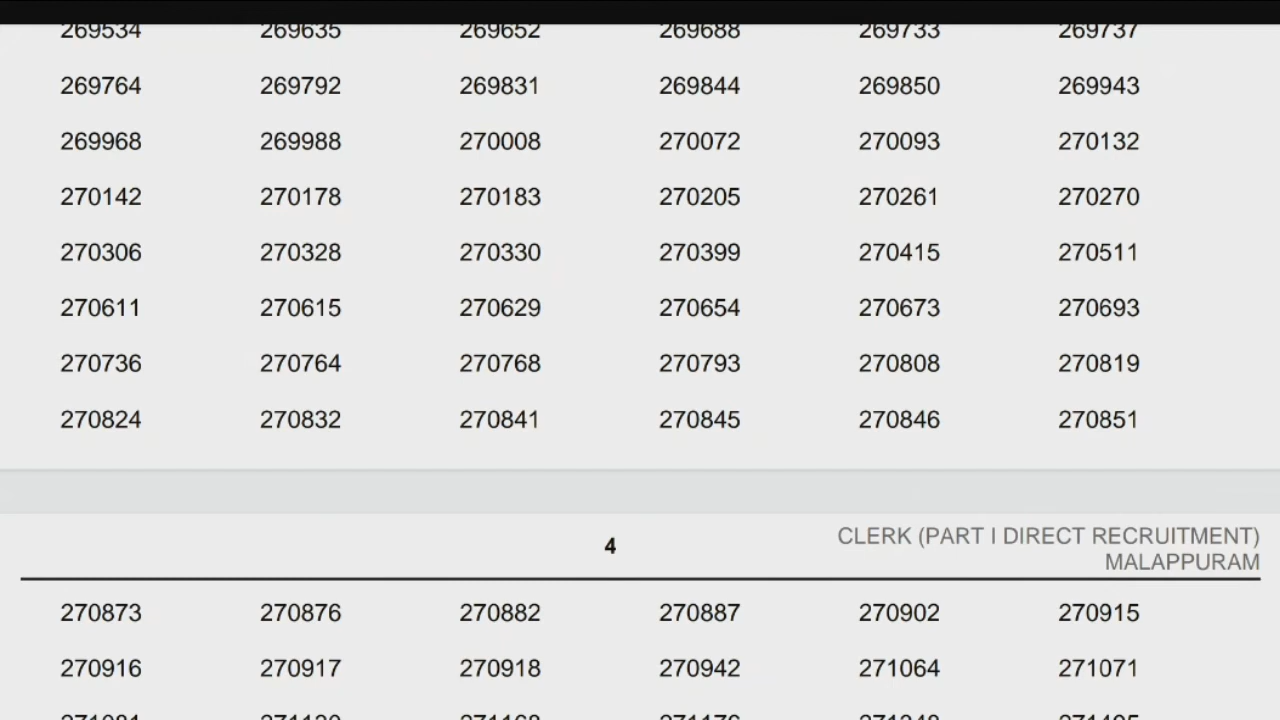 269534 269635 269652 269688 269733 269737
269764 269792 269831 269844 269850 269943
269968 269988 270008 270072 270093 270132
270142 270178 270183 270205 270261 270270
270306 270328 270330 270399 270415 270511
270611 270615 270629 270654 270673 270693
270736 270764 270768 270793 270808 270819
270824 270832 270841 270845 270846 270851
4
CLERK (PART I DIRECT RECRUITMENT)
MALAPPURAM
270873 270876 270882 270887 270902 270915
270916 270917 270918 270942 271064 271071